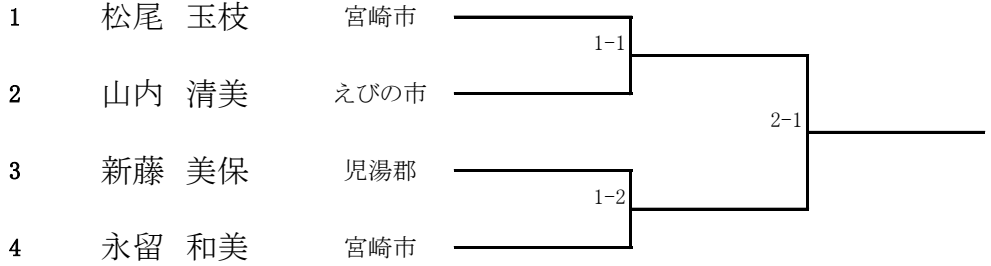 1 松尾 玉枝 宮崎市
1-1
2 山内 清美 えびの市
2-1
3 新藤 美保 児湯郡
1-2
4 永留 和美 宮崎市